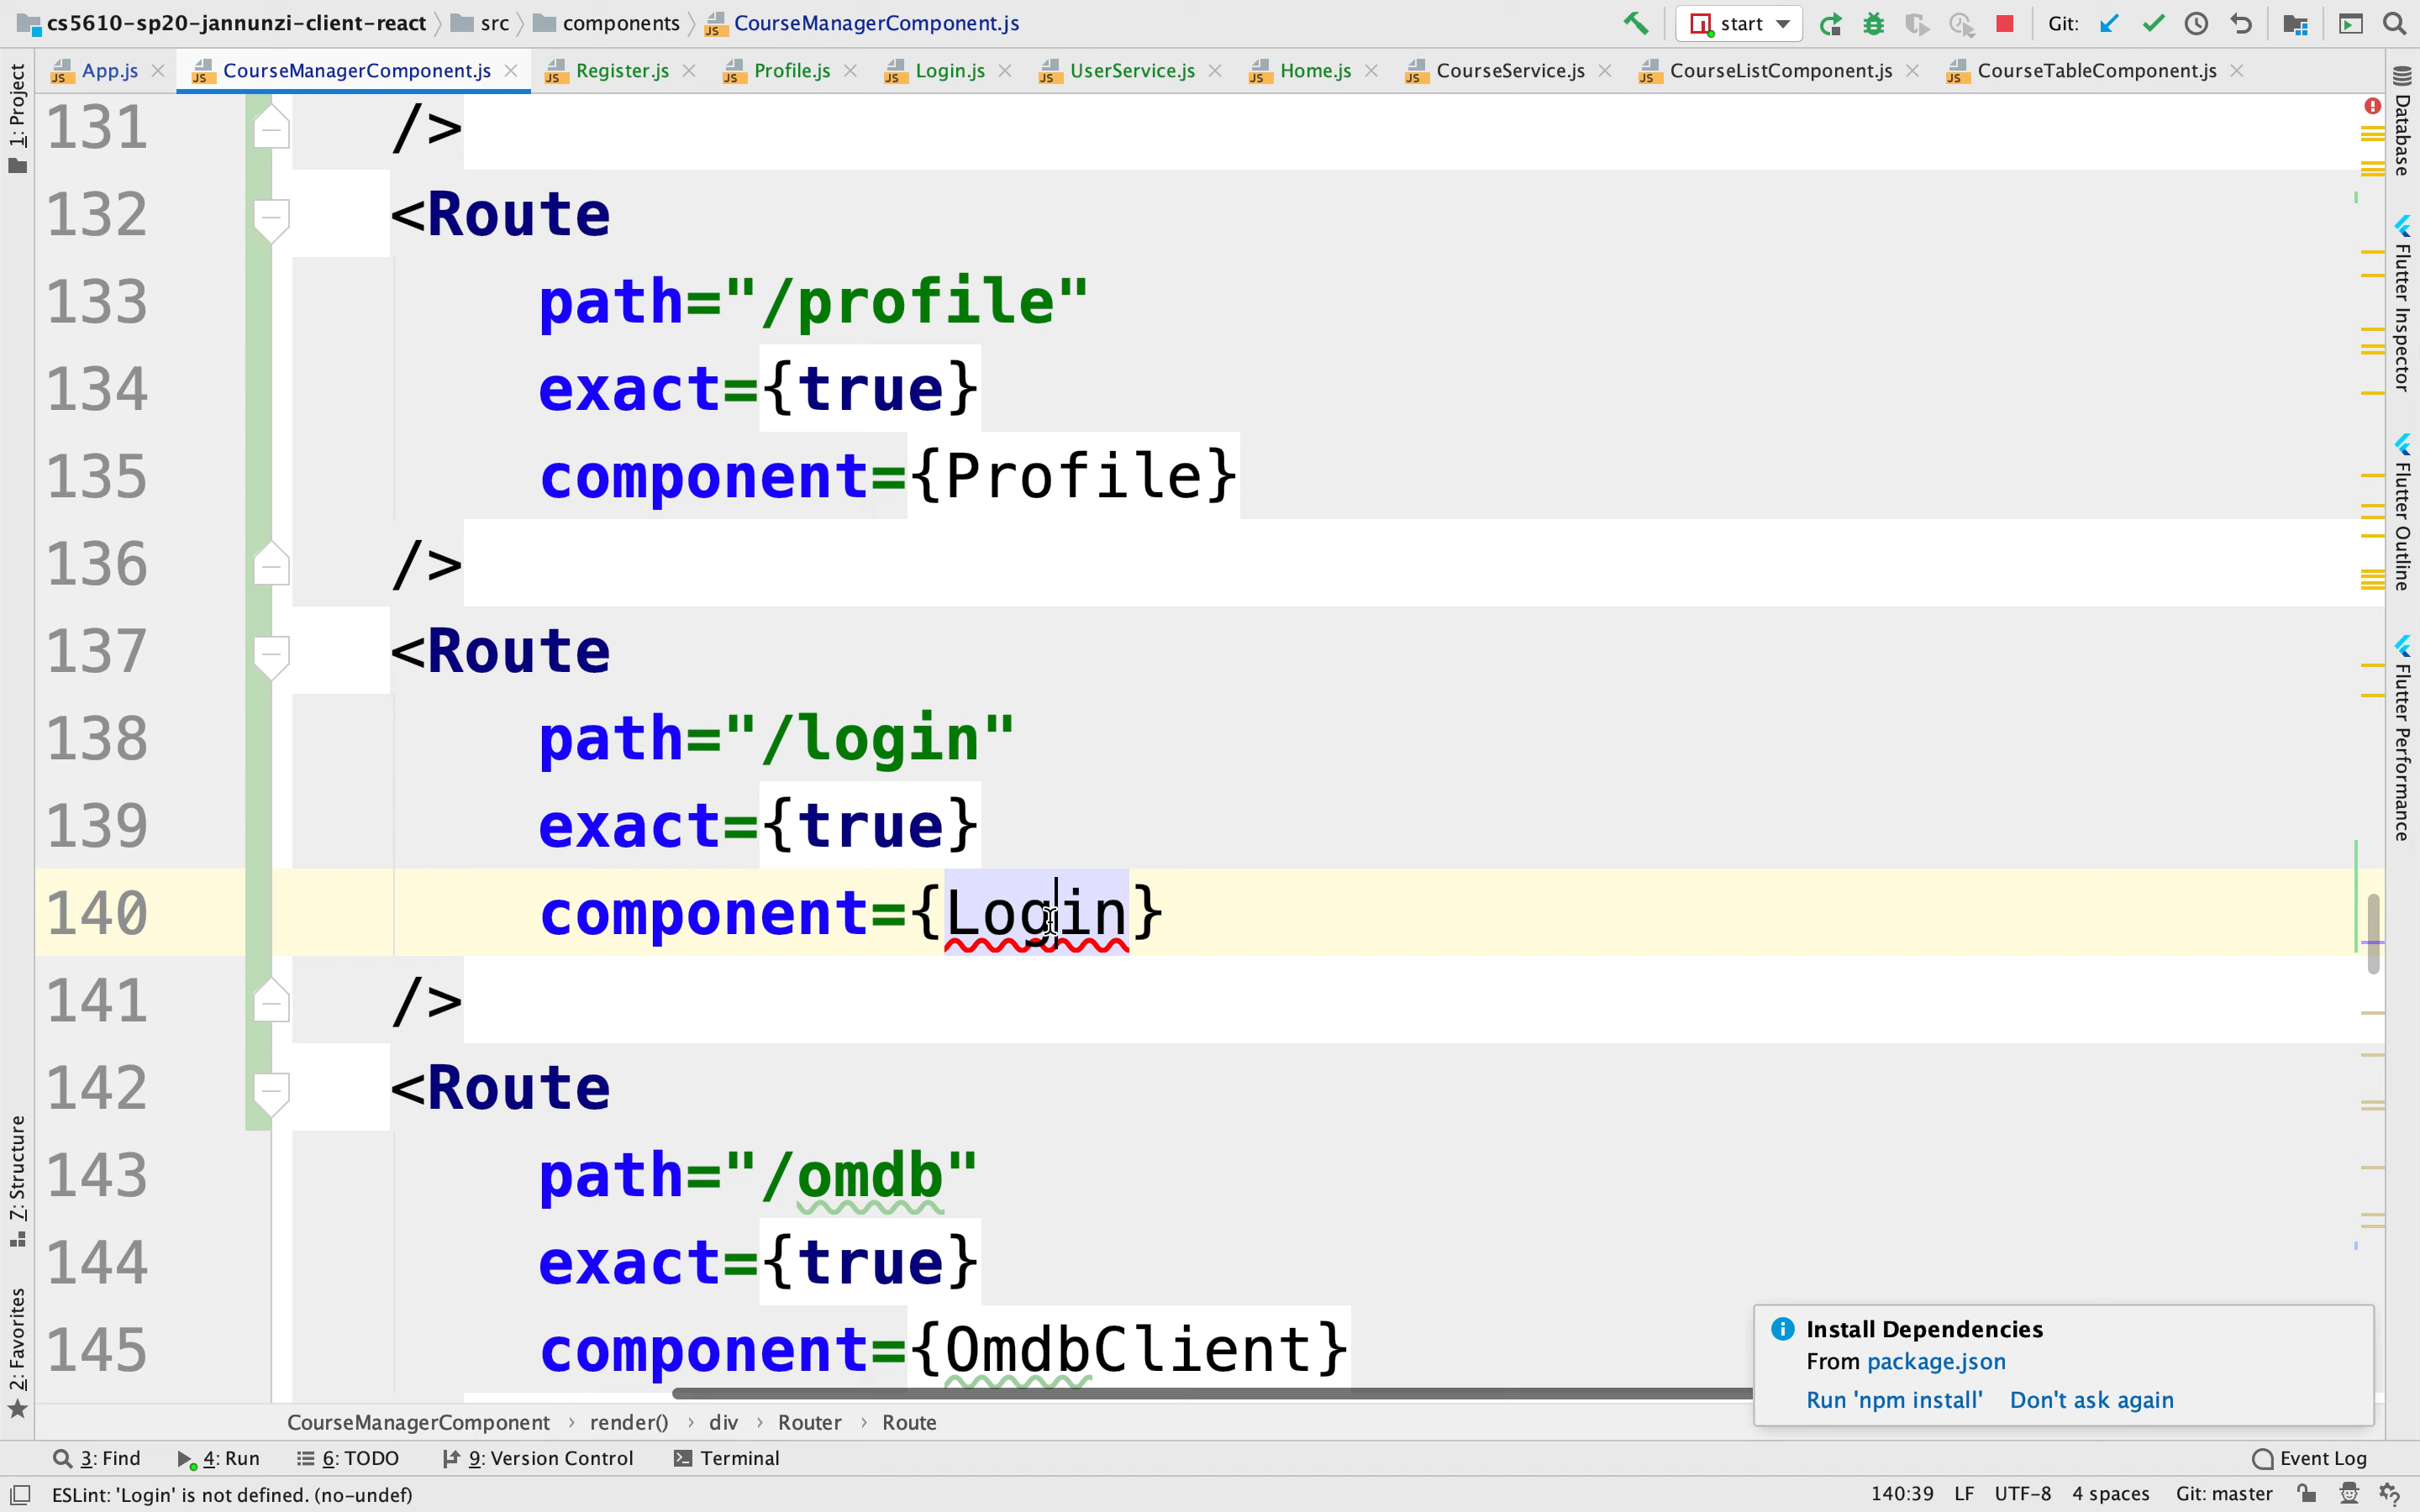 cs5610-sp20-jannunzi-client-react src components CourseManagerComponent.js start Git:
App.js CourseManagerComponent.js Register.js Profile.js Login.js UserService.js Home.js CourseService.js CourseListComponent.js CourseTableComponent.js
1: Project
7: Structure
2: Favorites
131 />
132 <Route
133 path="/profile"
134 exact={true}
135 component={Profile}
136 />
137 <Route
138 path="/login"
139 exact={true}
140 component={Login}
141 />
142 <Route
143 path="/omdb"
144 exact={true}
145 component={OmdbClient}
Database
Flutter Inspector
Flutter Outline
Flutter Performance
Install Dependencies
From package.json
Run 'npm install' Don't ask again
CourseManagerComponent › render() › div › Router › Route
3: Find 4: Run 6: TODO 9: Version Control Terminal Event Log
ESLint: 'Login' is not defined. (no-undef) 140:39 LF UTF-8 4 spaces Git: master